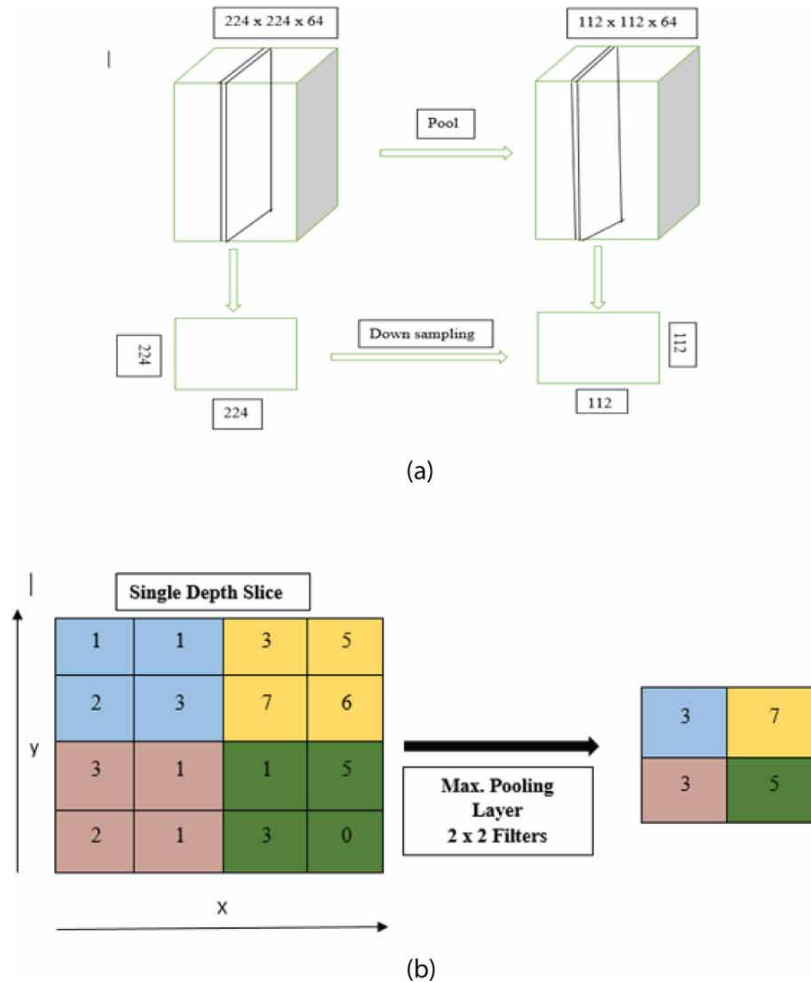 224 x 224 x 64
112 x 112 x 64
Pool
Down sampling
224
112
224
112
(a)
Single Depth Slice
1 1 3 5
2 3 7 6
3 1 1 5
2 1 3 0
y
X
Max. Pooling
Layer
2 x 2 Filters
3 7
3 5
(b)